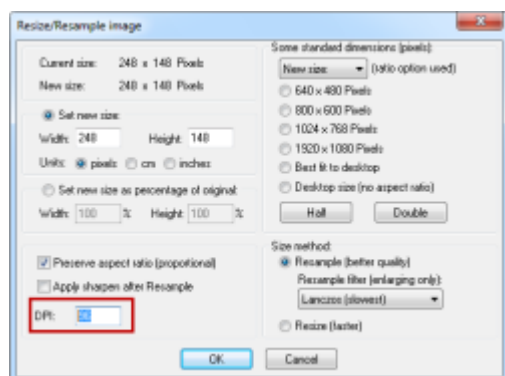 Resize/Resample image
Current size: 248 x 148 Pixels
New size: 248 x 148 Pixels
Set new size:
Width: 248 Height: 148
Units: pixels cm inches
Set new size as percentage of original:
Width: 100 % Height: 100 %
Preserve aspect ratio (proportional)
Apply sharpen after Resample
DPI: 96
Some standard dimensions (pixels):
New size: (ratio option used)
640 x 480 Pixels
800 x 600 Pixels
1024 x 768 Pixels
1920 x 1080 Pixels
Best fit to desktop
Desktop size (no aspect ratio)
Half Double
Size method:
Resample (better quality)
Resample filter (enlarging only):
Lanczos (slowest)
Resize (faster)
OK Cancel